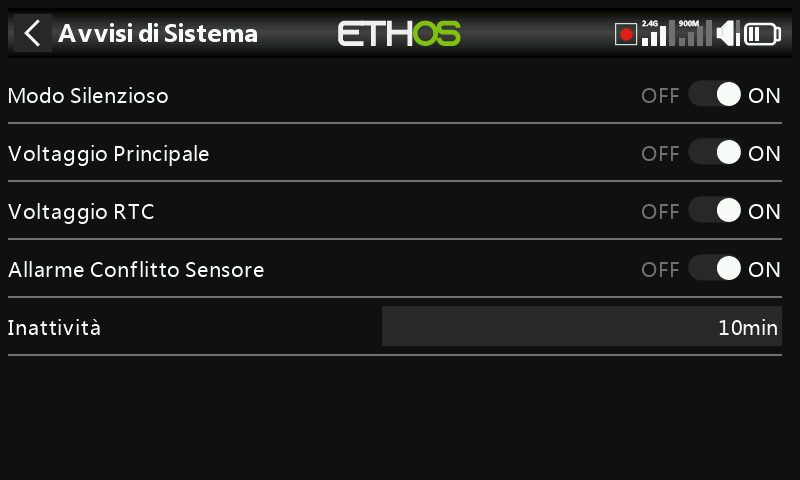 Avvisi di Sistema
ETHOS
2.4G
900M
Modo Silenzioso
OFF ON
Voltaggio Principale
OFF ON
Voltaggio RTC
OFF ON
Allarme Conflitto Sensore
OFF ON
Inattività
10min